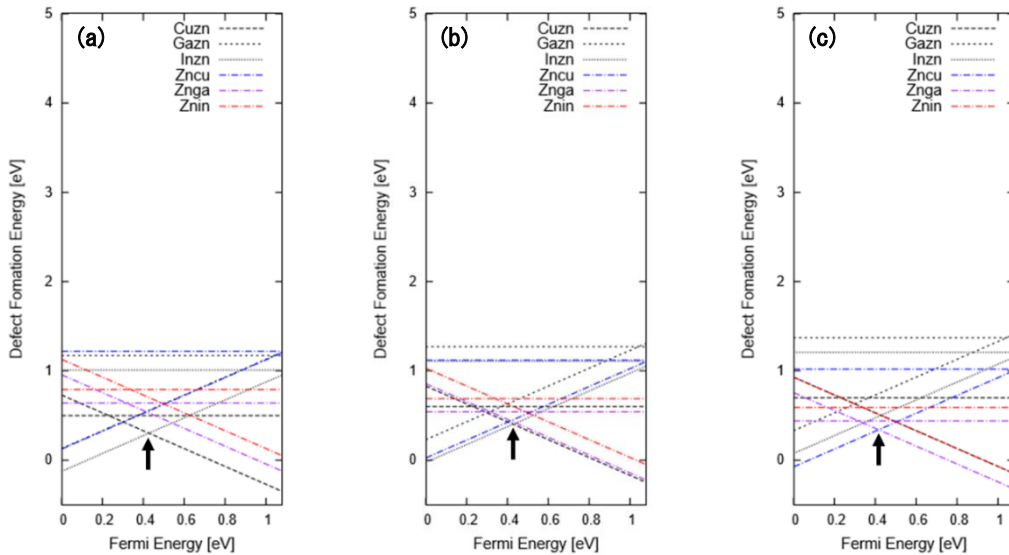 (a)
Cuzn
Gazn
Inzn
Zncu
Znga
Znin
5
4
3
2
1
0
Defect Fomation Energy [eV]
0 0.2 0.4 0.6 0.8 1
Fermi Energy [eV]
(b)
Cuzn
Gazn
Inzn
Zncu
Znga
Znin
5
4
3
2
1
0
Defect Fomation Energy [eV]
0 0.2 0.4 0.6 0.8 1
Fermi Energy [eV]
(c)
Cuzn
Gazn
Inzn
Zncu
Znga
Znin
5
4
3
2
1
0
Defect Fomation Energy [eV]
0 0.2 0.4 0.6 0.8 1
Fermi Energy [eV]